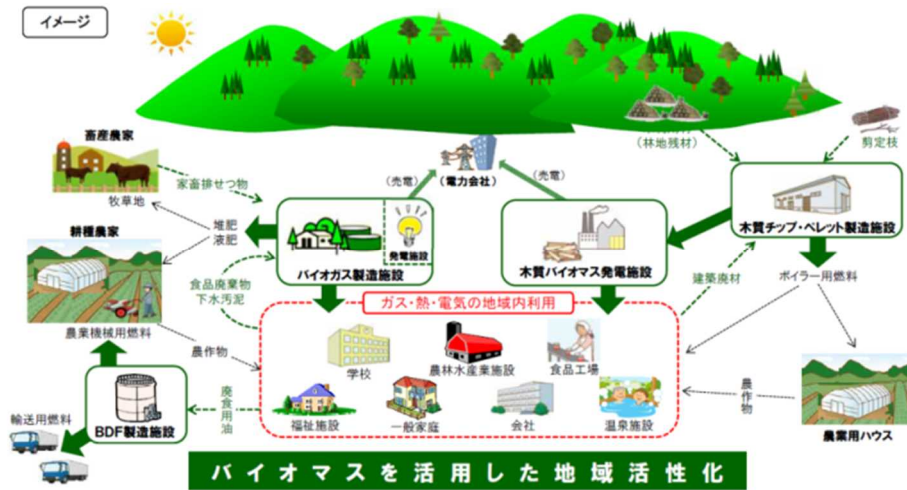 イメージ
畜産農家
牧草地
家畜排せつ物
(売電)
(電力会社)
(売電)
(林地残材)
剪定枝
堆肥
液肥
耕種農家
発電施設
バイオガス製造施設
木質バイオマス発電施設
木質チップ・ペレット製造施設
食品廃棄物
下水汚泥
ガス・熱・電気の地域内利用
建築廃材
ボイラー用燃料
農業機械用燃料
農作物
学校
農林水産業施設
食品工場
福祉施設
一般家庭
会社
温泉施設
廃食用油
農作物
農業用ハウス
輸送用燃料
BDF製造施設
バイオマスを活用した地域活性化